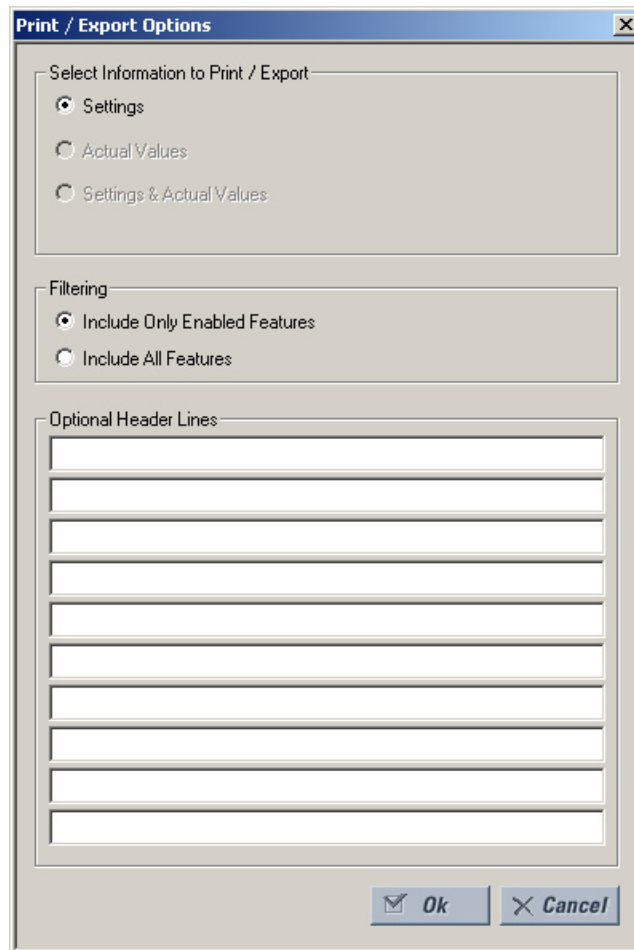 Print / Export Options
Select Information to Print / Export
Settings
Actual Values
Settings & Actual Values
Filtering
Include Only Enabled Features
Include All Features
Optional Header Lines
Ok
Cancel